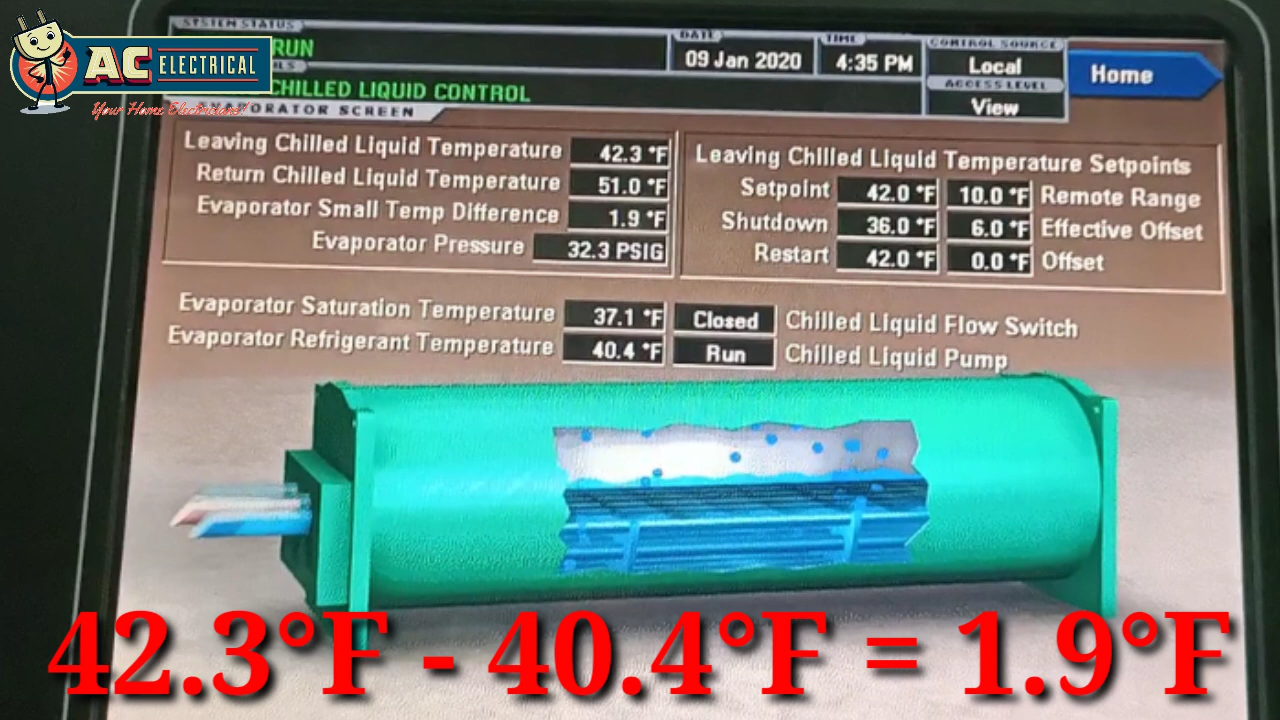 SYSTEM STATUS
RUN
CHILLED LIQUID CONTROL
EVAPORATOR SCREEN
DATE
09 Jan 2020
TIME
4:35 PM
CONTROL SOURCE
Local
ACCESS LEVEL
View
Home
AC ELECTRICAL
Your Home Electricians!
Leaving Chilled Liquid Temperature 42.3 °F
Return Chilled Liquid Temperature 51.0 °F
Evaporator Small Temp Difference 1.9 °F
Evaporator Pressure 32.3 PSIG
Leaving Chilled Liquid Temperature Setpoints
Setpoint 42.0 °F 10.0 °F Remote Range
Shutdown 36.0 °F 6.0 °F Effective Offset
Restart 42.0 °F 0.0 °F Offset
Evaporator Saturation Temperature 37.1 °F Closed Chilled Liquid Flow Switch
Evaporator Refrigerant Temperature 40.4 °F Run Chilled Liquid Pump
42.3°F - 40.4°F = 1.9°F